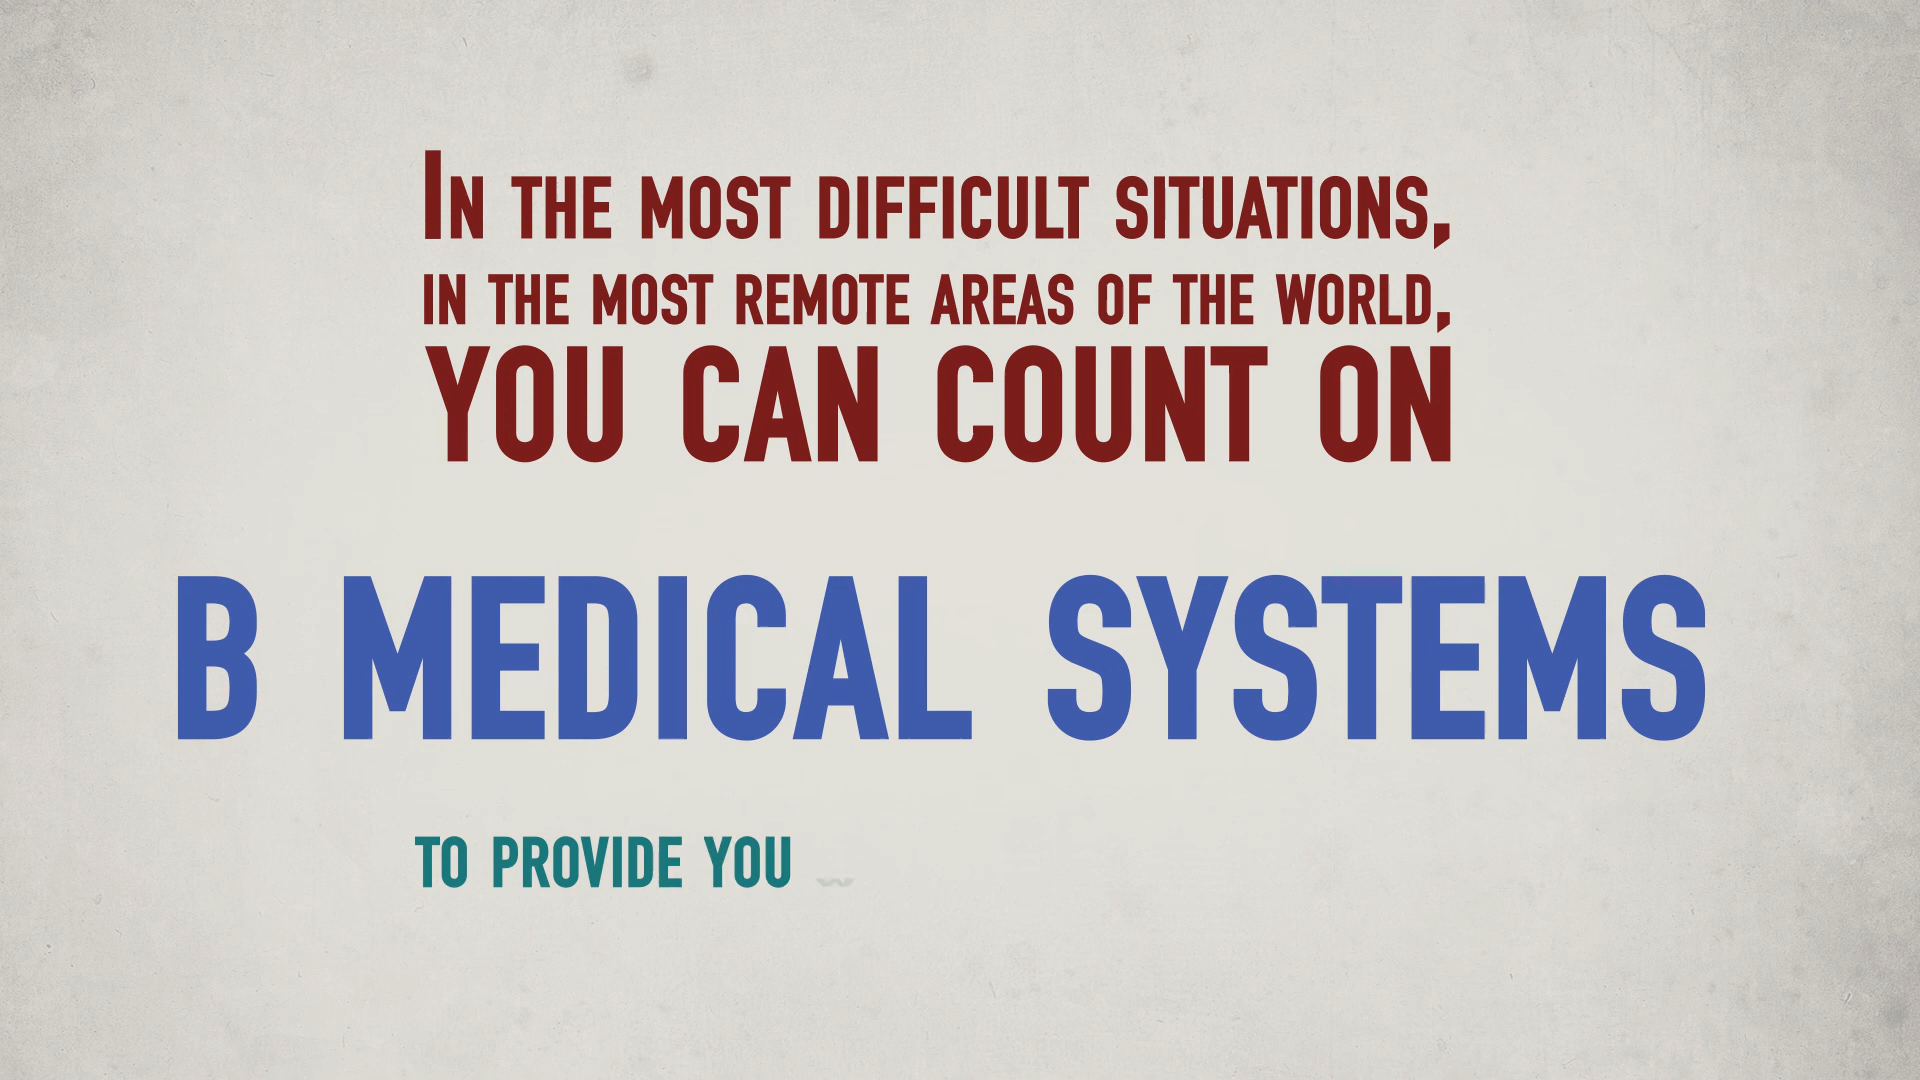 In the most difficult situations,
in the most remote areas of the world,
YOU CAN COUNT ON
B MEDICAL SYSTEMS
TO PROVIDE YOU